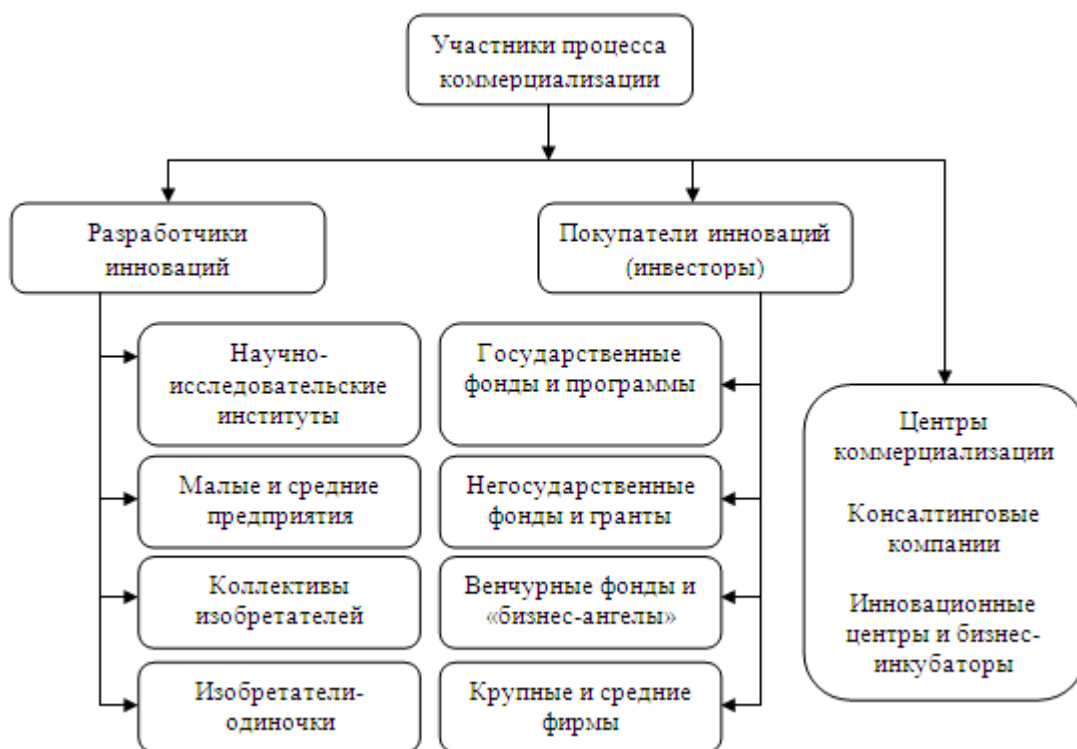 Участники процесса
коммерциализации
Разработчики
инноваций
Покупатели инноваций
(инвесторы)
Научно-
исследовательские
институты
Малые и средние
предприятия
Коллективы
изобретателей
Изобретатели-
одиночки
Государственные
фонды и программы
Негосударственные
фонды и гранты
Венчурные фонды и
«бизнес-ангелы»
Крупные и средние
фирмы
Центры
коммерциализации
Консалтинговые
компании
Инновационные
центры и бизнес-
инкубаторы